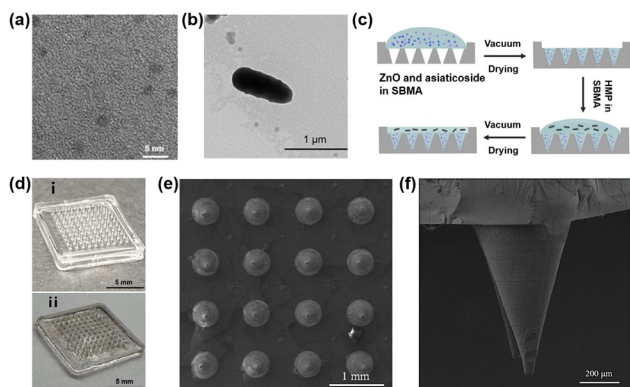 (a)
5 nm
(b)
1 μm
(c)
Vacuum
Drying
ZnO and asiaticoside
in SBMA
HMP in
SBMA
Vacuum
Drying
(d)
i
5 mm
ii
5 mm
(e)
1 mm
(f)
200 μm